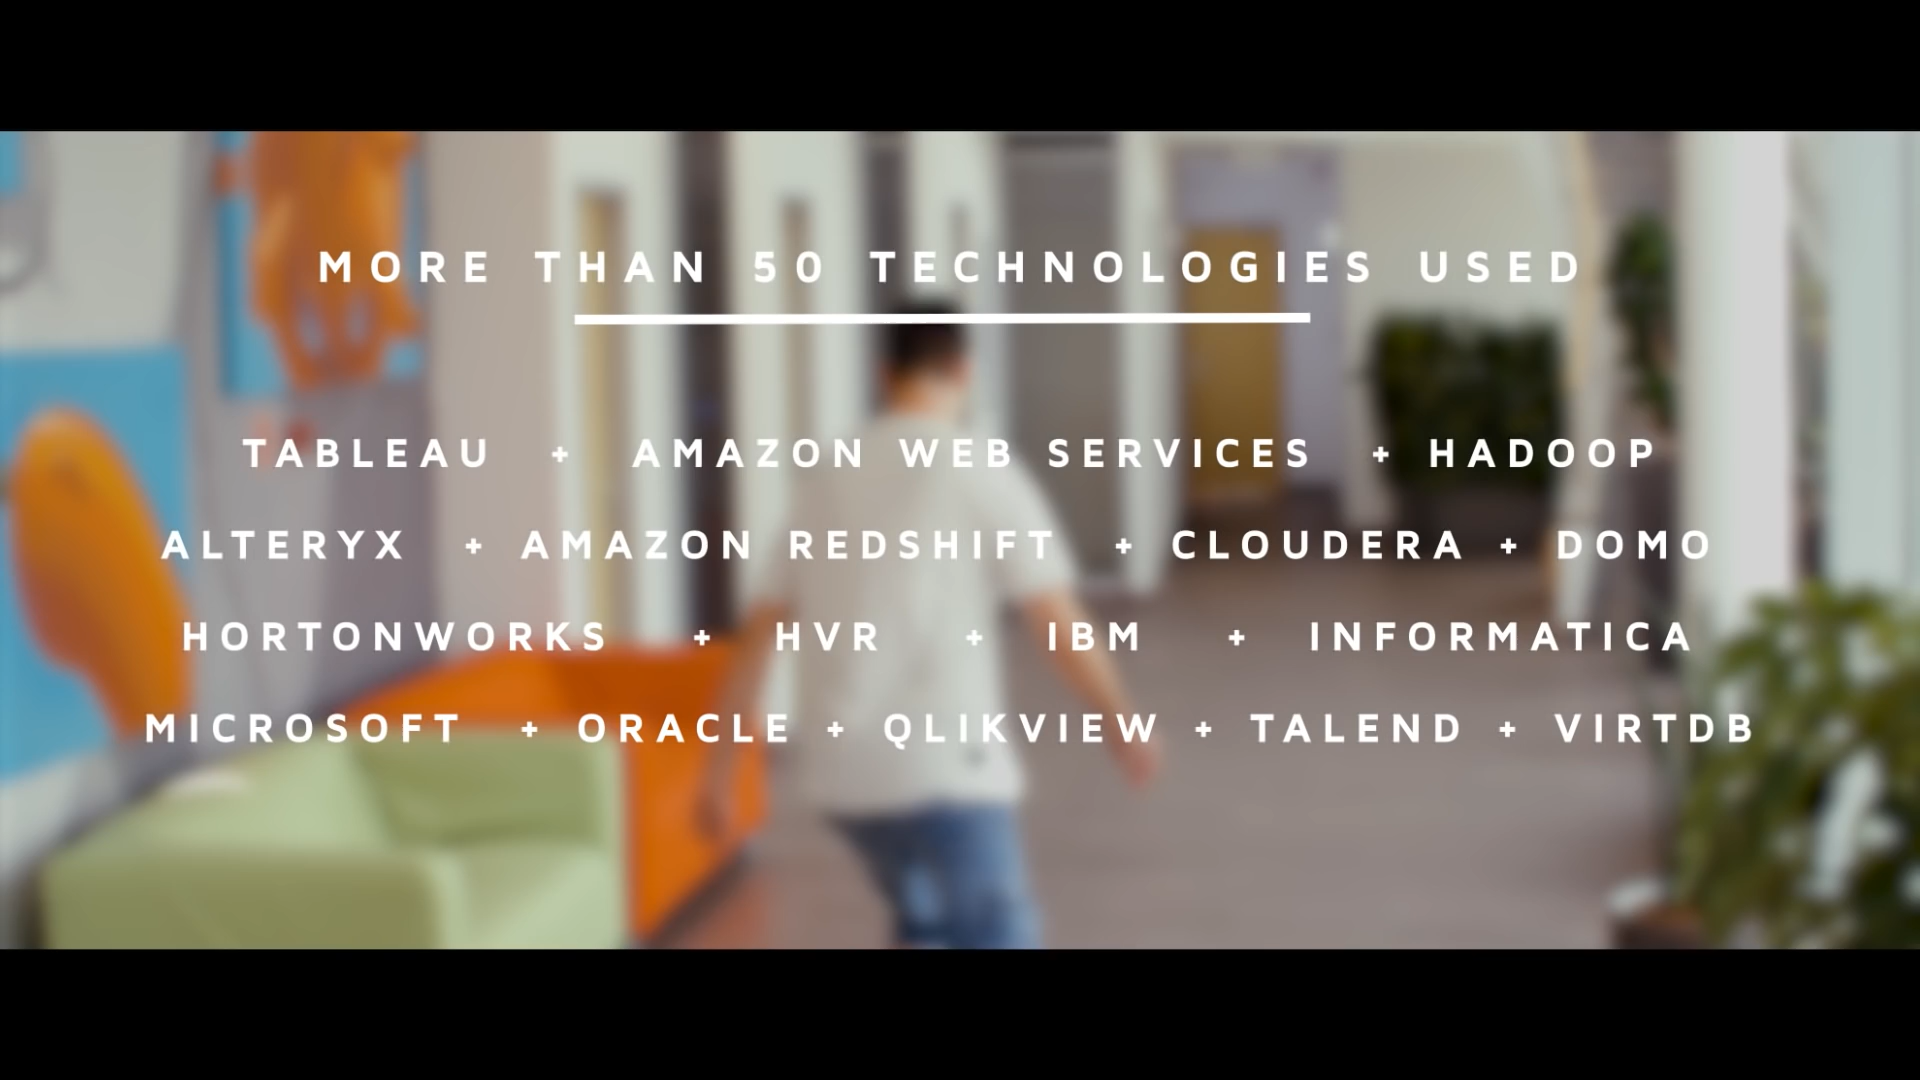 MORE THAN 50 TECHNOLOGIES USED
TABLEAU + AMAZON WEB SERVICES + HADOOP
ALTERYX + AMAZON REDSHIFT + CLOUDERA + DOMO
HORTONWORKS + HVR + IBM + INFORMATICA
MICROSOFT + ORACLE + QLIKVIEW + TALEND + VIRTDB